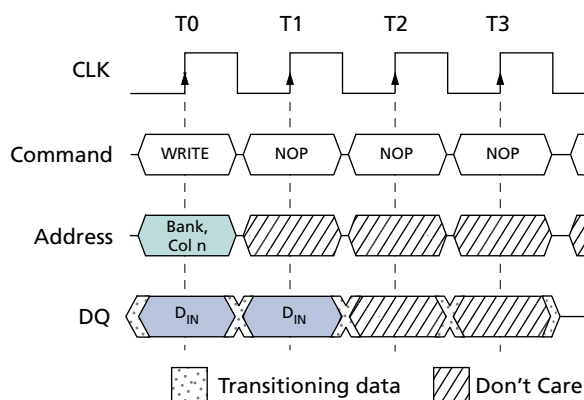 T0 T1 T2 T3
CLK
Command WRITE NOP NOP NOP
Address Bank,
Col n
DQ DIN DIN
Transitioning data Don't Care